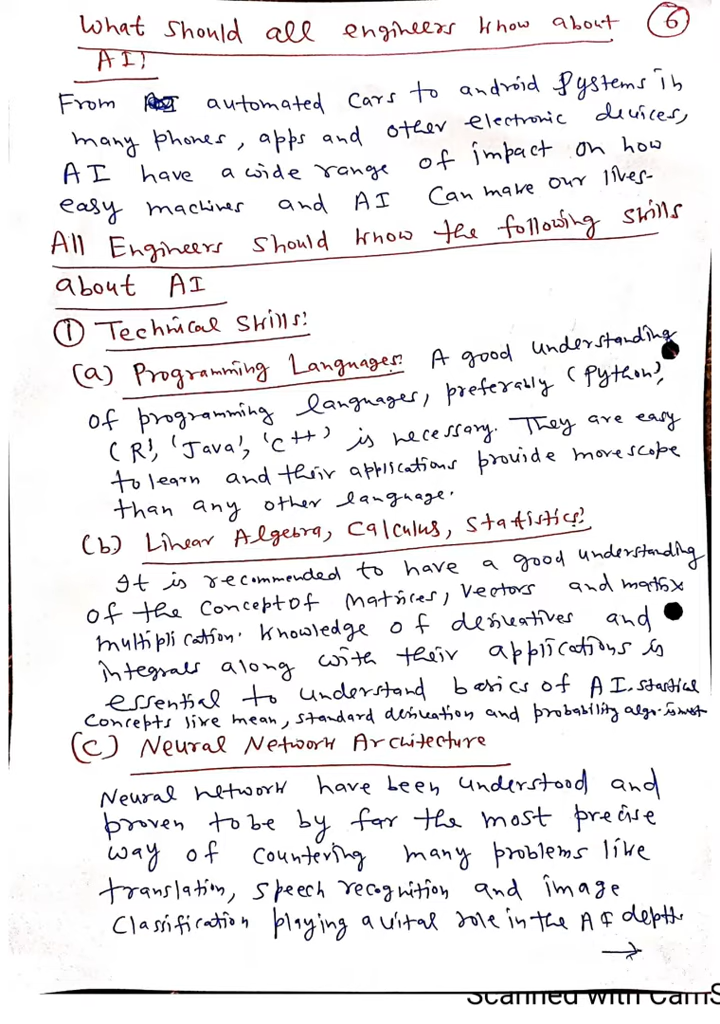 What should all engineers know about
6
AI?
From automated cars to android systems in
many phones, apps and other electronic devices,
AI have a wide range of impact on how
easy machines and AI Can make our lives-
All Engineers should know the following skills
about AI
① Technical Skills:
(a) Programming Languages: A good understanding
of programming languages, preferably (Python),
(R', 'Java', 'C++') is necessary. They are easy
to learn and their applications provide more scope
than any other language.
(b) Linear Algebra, Calculus, Statistics:
It is recommended to have a good understanding
of the concept of matrices, Vectors and matrix
multiplication. Knowledge of derivatives and
integrals along with their applications is
essential to understand basics of AI. Stastical
Concepts like mean, standard derivation and probability algo.
(c) Neural Network Architecture
Neural network have been understood and
proven to be by far the most precise
way of countering many problems like
translation, speech recognition and image
Classification playing a vital role in the AI depth
→
Scanned with CamS